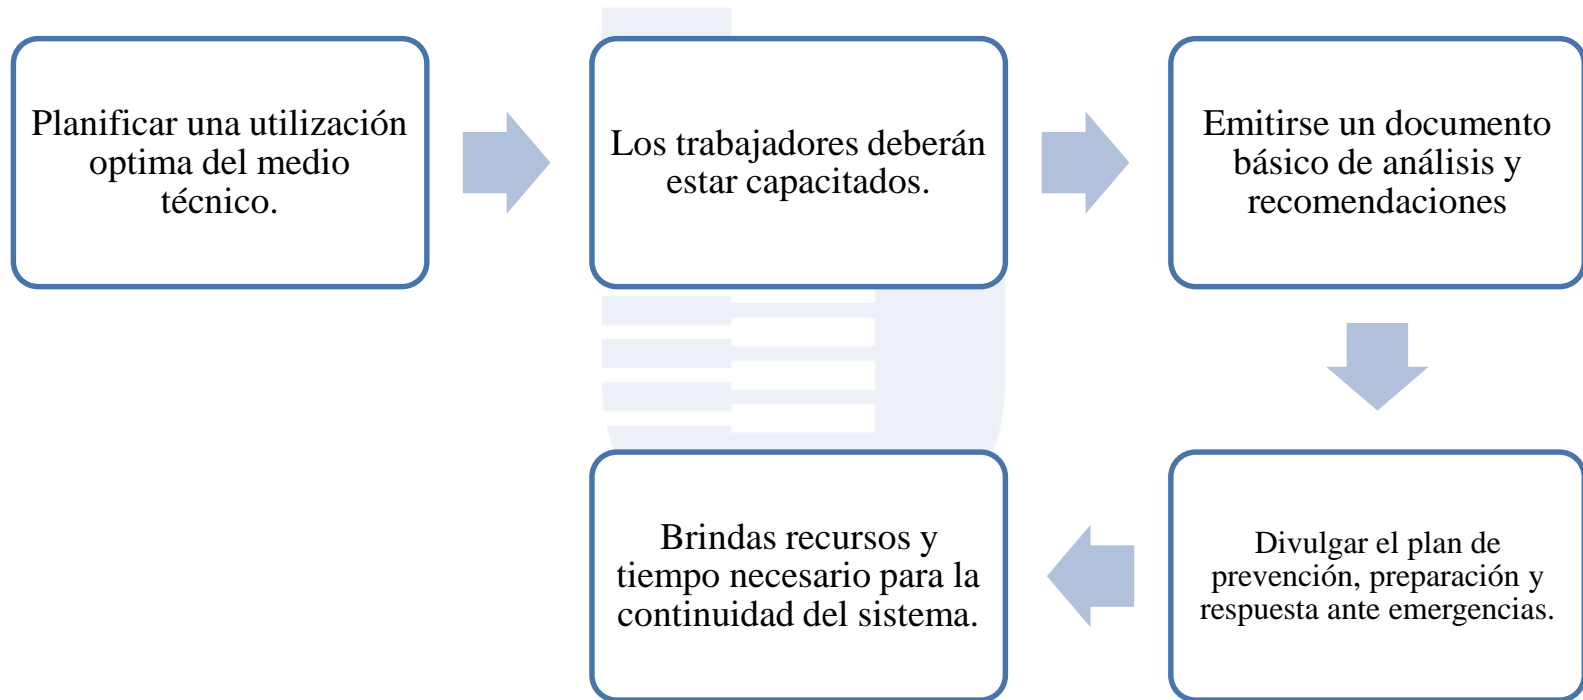 Planificar una utilización
optima del medio
técnico.
Los trabajadores deberán
estar capacitados.
Emitirse un documento
básico de análisis y
recomendaciones
Divulgar el plan de
prevención, preparación y
respuesta ante emergencias.
Brindas recursos y
tiempo necesario para la
continuidad del sistema.